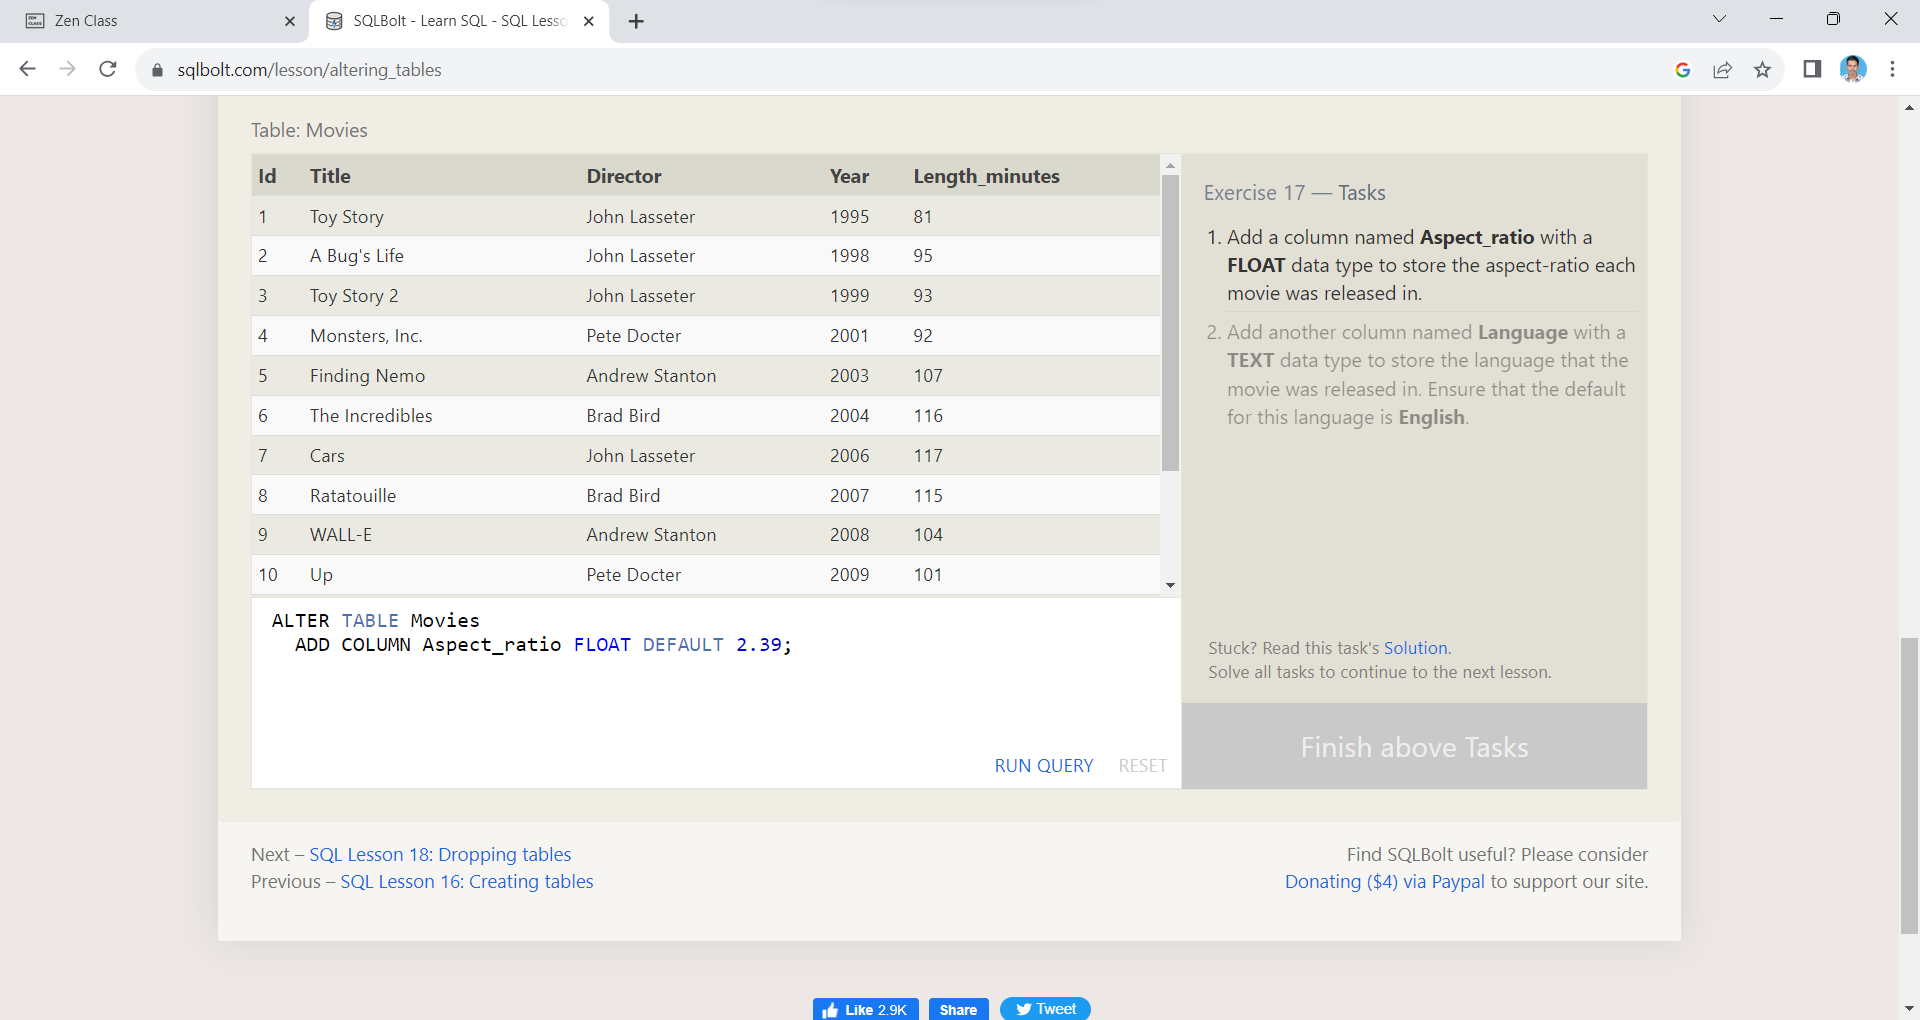 Zen Class
SQLBolt - Learn SQL - SQL Lesso
sqlbolt.com/lesson/altering_tables
Table: Movies
Id Title Director Year Length_minutes
1 Toy Story John Lasseter 1995 81
2 A Bug's Life John Lasseter 1998 95
3 Toy Story 2 John Lasseter 1999 93
4 Monsters, Inc. Pete Docter 2001 92
5 Finding Nemo Andrew Stanton 2003 107
6 The Incredibles Brad Bird 2004 116
7 Cars John Lasseter 2006 117
8 Ratatouille Brad Bird 2007 115
9 WALL-E Andrew Stanton 2008 104
10 Up Pete Docter 2009 101
ALTER TABLE Movies
ADD COLUMN Aspect_ratio FLOAT DEFAULT 2.39;
RUN QUERY RESET
Exercise 17 — Tasks
1. Add a column named Aspect_ratio with a
FLOAT data type to store the aspect-ratio each
movie was released in.
2. Add another column named Language with a
TEXT data type to store the language that the
movie was released in. Ensure that the default
for this language is English.
Stuck? Read this task's Solution.
Solve all tasks to continue to the next lesson.
Finish above Tasks
Next – SQL Lesson 18: Dropping tables
Previous – SQL Lesson 16: Creating tables
Find SQLBolt useful? Please consider
Donating ($4) via Paypal to support our site.
Like 2.9K Share Tweet